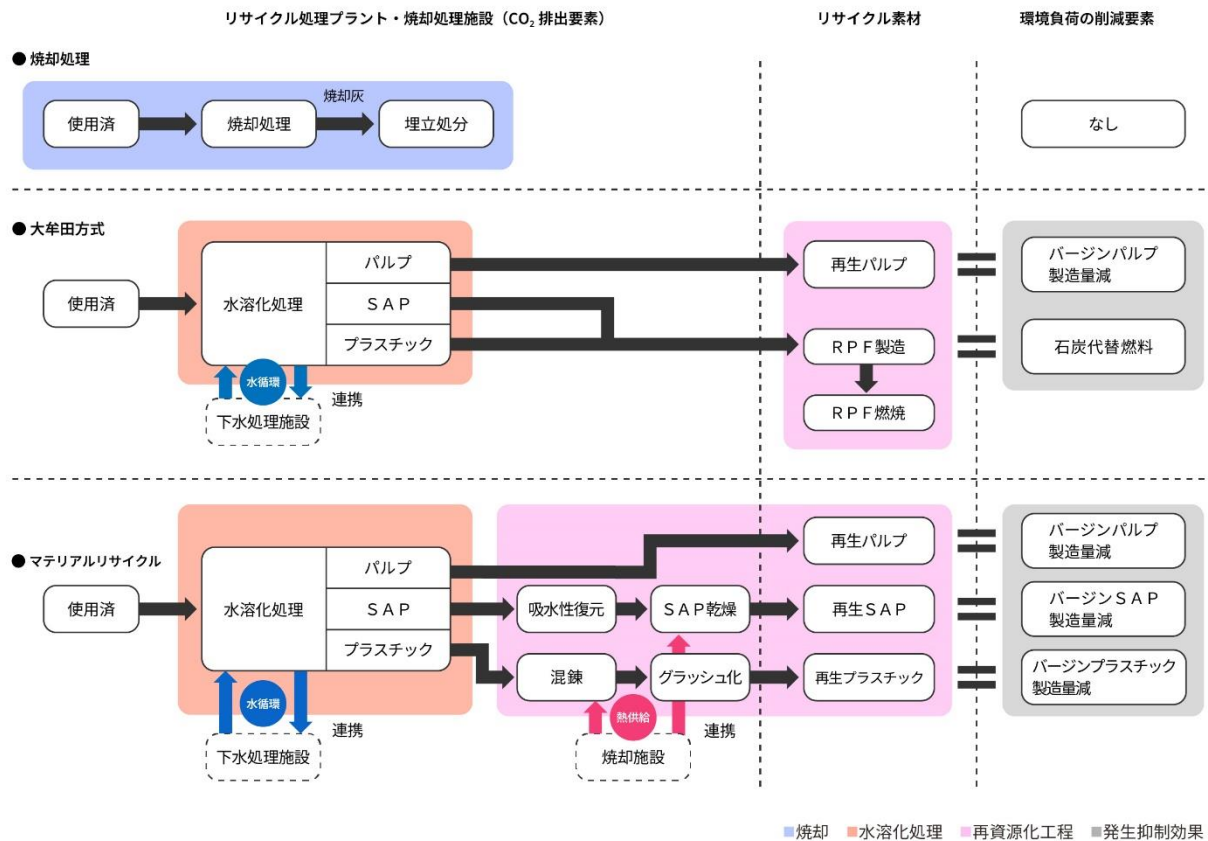 リサイクル処理プラント・焼却処理施設（CO₂ 排出要素）
リサイクル素材
環境負荷の削減要素
● 焼却処理
使用済
焼却処理
焼却灰
埋立処分
なし
● 大牟田方式
使用済
水溶化処理
パルプ
ＳＡＰ
プラスチック
水循環
連携
下水処理施設
再生パルプ
ＲＰＦ製造
ＲＰＦ燃焼
バージンパルプ
製造量減
石炭代替燃料
● マテリアルリサイクル
使用済
水溶化処理
パルプ
ＳＡＰ
プラスチック
水循環
連携
下水処理施設
吸水性復元
ＳＡＰ乾燥
混錬
グラッシュ化
熱供給
連携
焼却施設
再生パルプ
再生ＳＡＰ
再生プラスチック
バージンパルプ
製造量減
バージンＳＡＰ
製造量減
バージンプラスチック
製造量減
■焼却 ■水溶化処理 ■再資源化工程 ■発生抑制効果